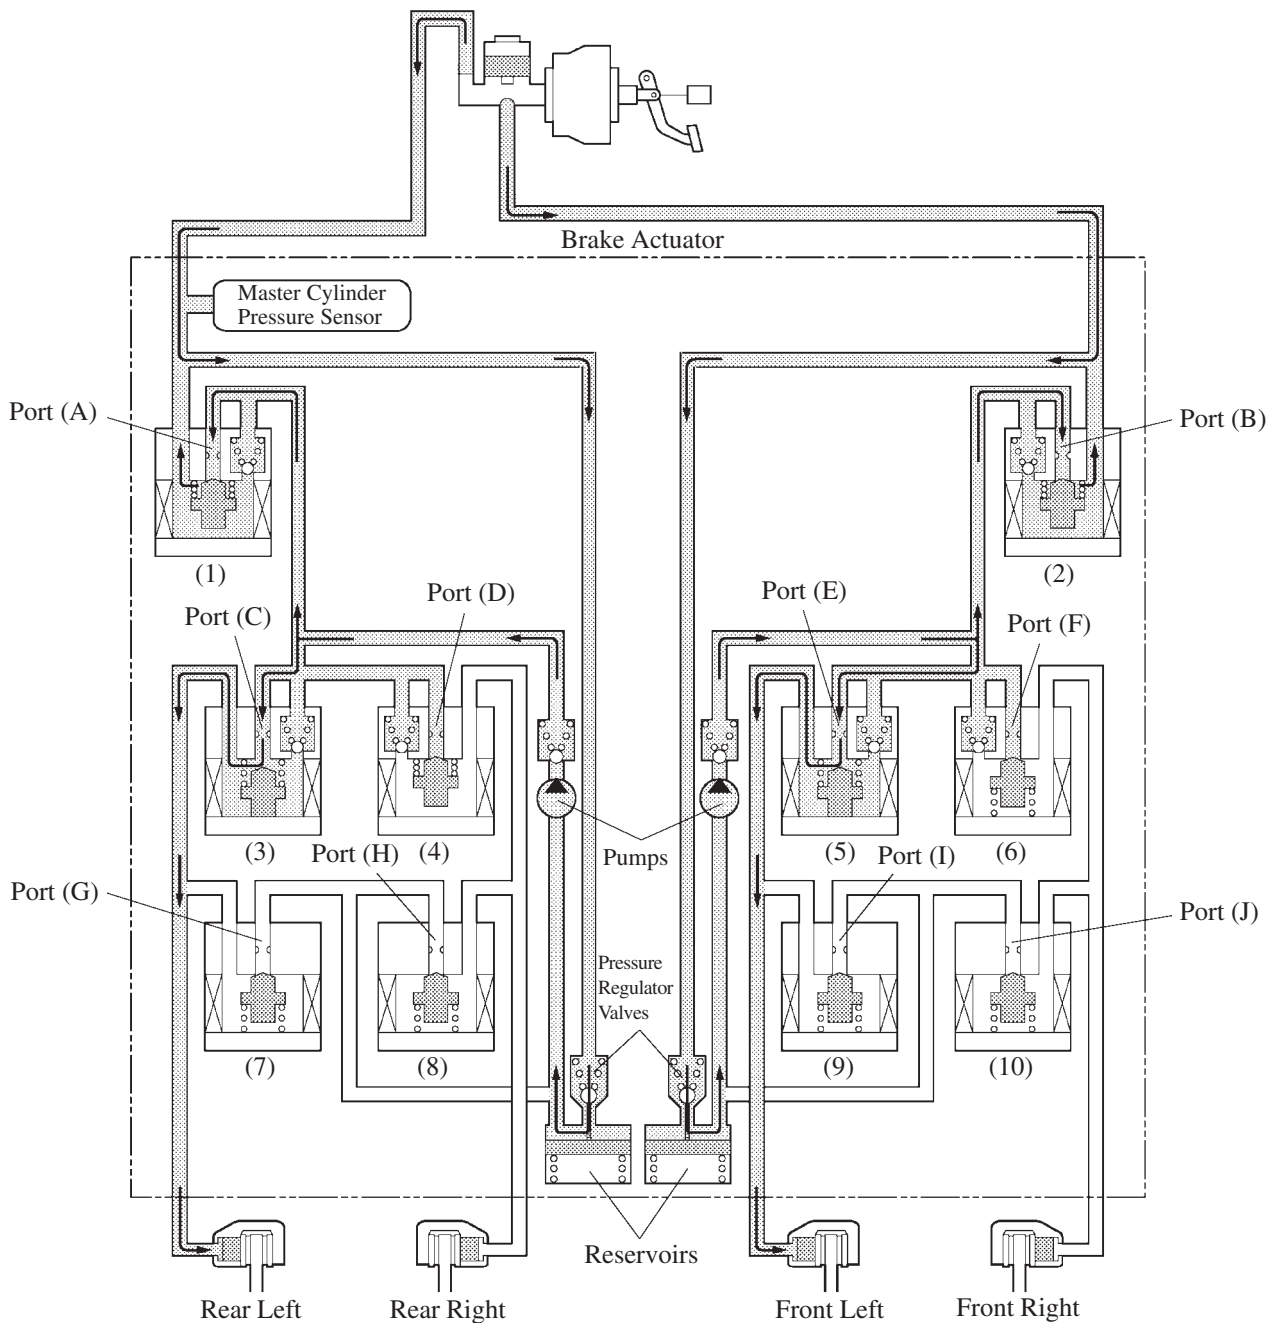 Brake Actuator
Master Cylinder
Pressure Sensor
Port (A)
Port (B)
(1)
(2)
Port (C)
Port (D)
Port (E)
Port (F)
(3)
(4)
Pumps
(5)
(6)
Port (G)
Port (H)
Port (I)
Port (J)
Pressure
Regulator
Valves
(7)
(8)
(9)
(10)
Reservoirs
Rear Left
Rear Right
Front Left
Front Right